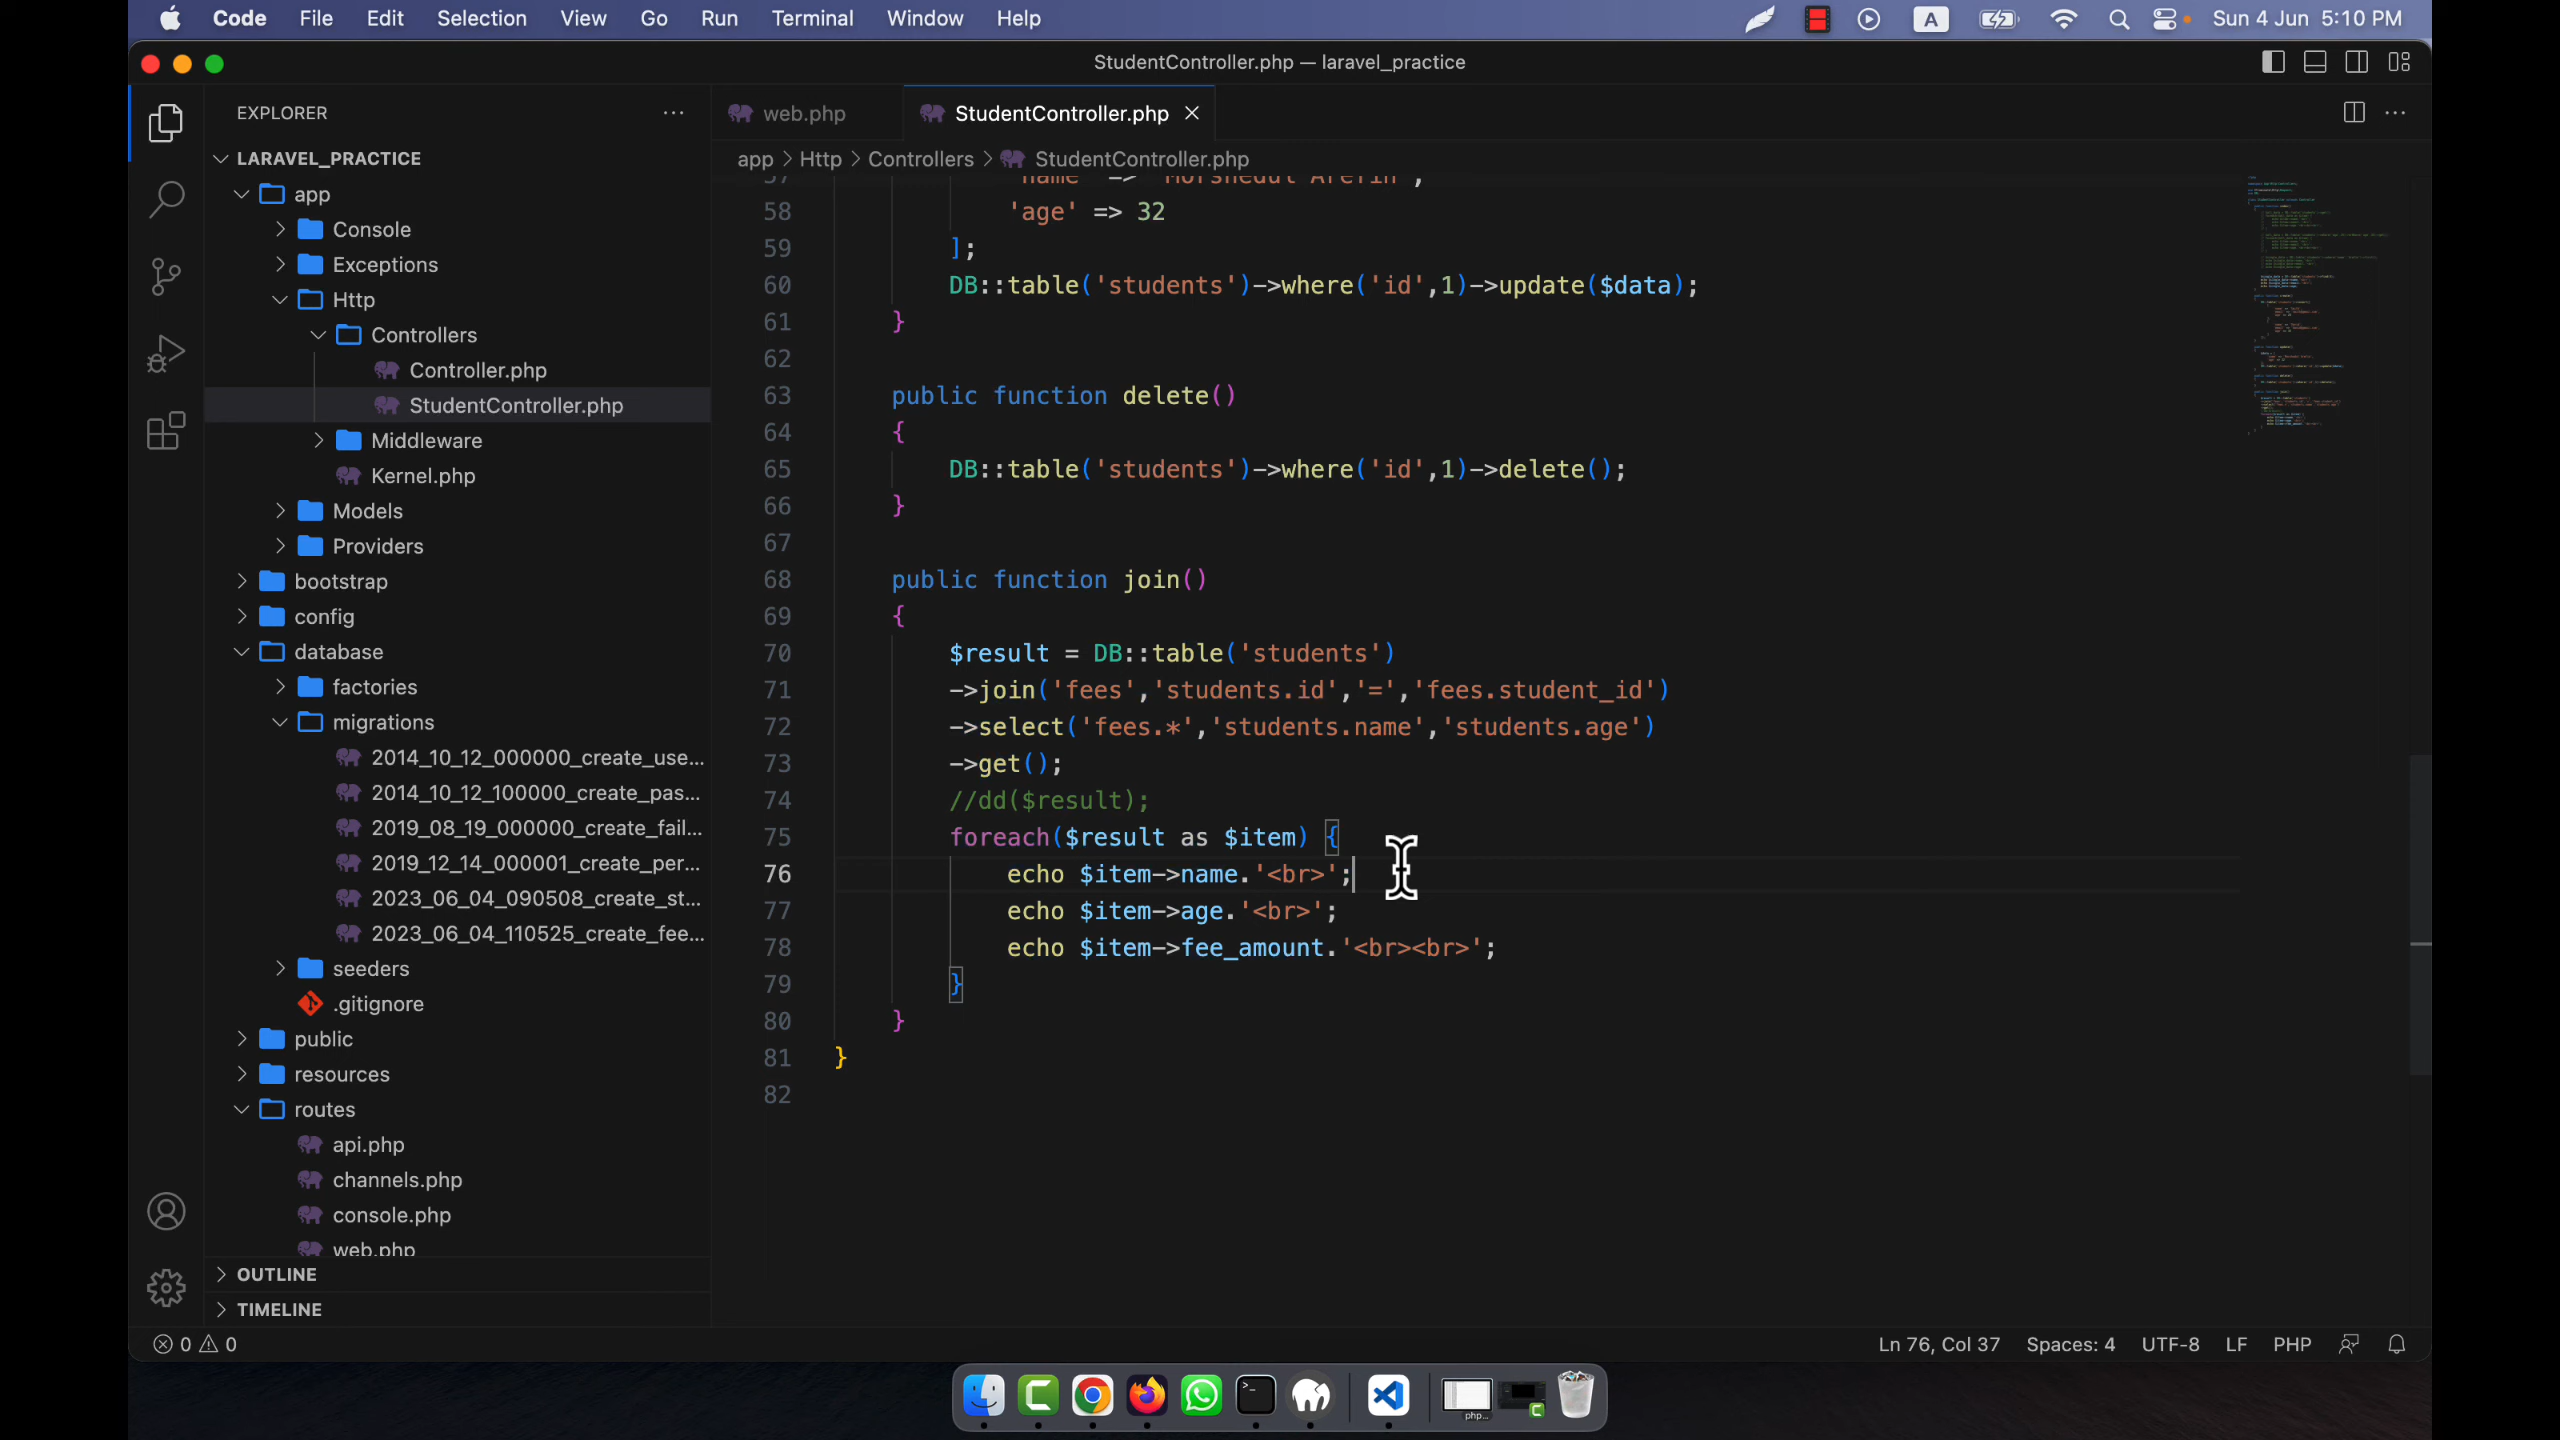 Code File Edit Selection View Go Run Terminal Window Help A Sun 4 Jun 5:10 PM
StudentController.php — laravel_practice
EXPLORER
LARAVEL_PRACTICE
app
Console
Exceptions
Http
Controllers
Controller.php
StudentController.php
Middleware
Kernel.php
Models
Providers
bootstrap
config
database
factories
migrations
2014_10_12_000000_create_use...
2014_10_12_100000_create_pas...
2019_08_19_000000_create_fail...
2019_12_14_000001_create_per...
2023_06_04_090508_create_st...
2023_06_04_110525_create_fee...
seeders
.gitignore
public
resources
routes
api.php
channels.php
console.php
web.php
OUTLINE
TIMELINE
web.php StudentController.php
app > Http > Controllers > StudentController.php
57 'name' => 'Morshedul Arefin',
58 'age' => 32
59 ];
60 DB::table('students')->where('id',1)->update($data);
61 }
62
63 public function delete()
64 {
65 DB::table('students')->where('id',1)->delete();
66 }
67
68 public function join()
69 {
70 $result = DB::table('students')
71 ->join('fees','students.id','=','fees.student_id')
72 ->select('fees.*','students.name','students.age')
73 ->get();
74 //dd($result);
75 foreach($result as $item) {
76 echo $item->name.'<br>';
77 echo $item->age.'<br>';
78 echo $item->fee_amount.'<br><br>';
79 }
80 }
81 }
82
0 0
Ln 76, Col 37 Spaces: 4 UTF-8 LF PHP
php...